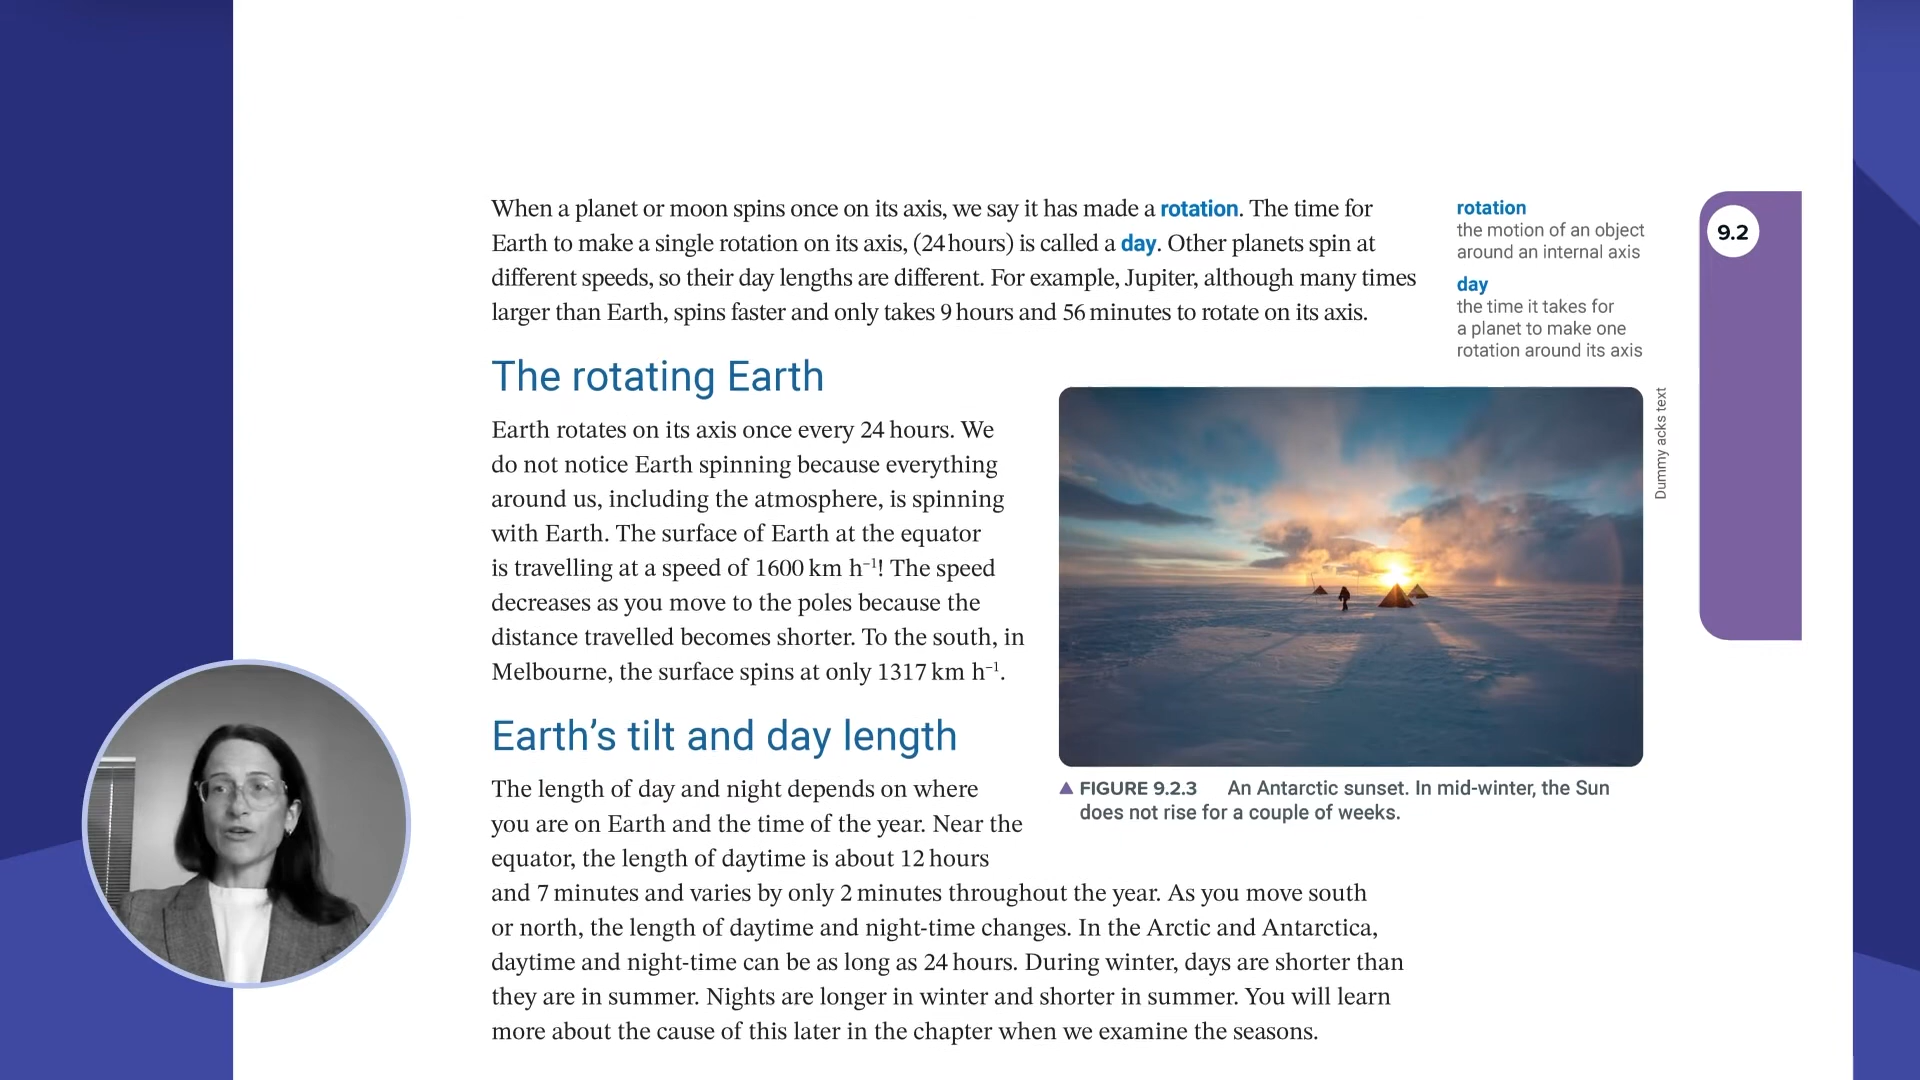 When a planet or moon spins once on its axis, we say it has made a rotation. The time for
Earth to make a single rotation on its axis, (24 hours) is called a day. Other planets spin at
different speeds, so their day lengths are different. For example, Jupiter, although many times
larger than Earth, spins faster and only takes 9 hours and 56 minutes to rotate on its axis.
rotation
the motion of an object
around an internal axis
day
the time it takes for
a planet to make one
rotation around its axis
9.2
The rotating Earth
Earth rotates on its axis once every 24 hours. We
do not notice Earth spinning because everything
around us, including the atmosphere, is spinning
with Earth. The surface of Earth at the equator
is travelling at a speed of 1600 km h⁻¹! The speed
decreases as you move to the poles because the
distance travelled becomes shorter. To the south, in
Melbourne, the surface spins at only 1317 km h⁻¹.
Dummy acks text
▲ FIGURE 9.2.3 An Antarctic sunset. In mid-winter, the Sun
does not rise for a couple of weeks.
Earth’s tilt and day length
The length of day and night depends on where
you are on Earth and the time of the year. Near the
equator, the length of daytime is about 12 hours
and 7 minutes and varies by only 2 minutes throughout the year. As you move south
or north, the length of daytime and night-time changes. In the Arctic and Antarctica,
daytime and night-time can be as long as 24 hours. During winter, days are shorter than
they are in summer. Nights are longer in winter and shorter in summer. You will learn
more about the cause of this later in the chapter when we examine the seasons.